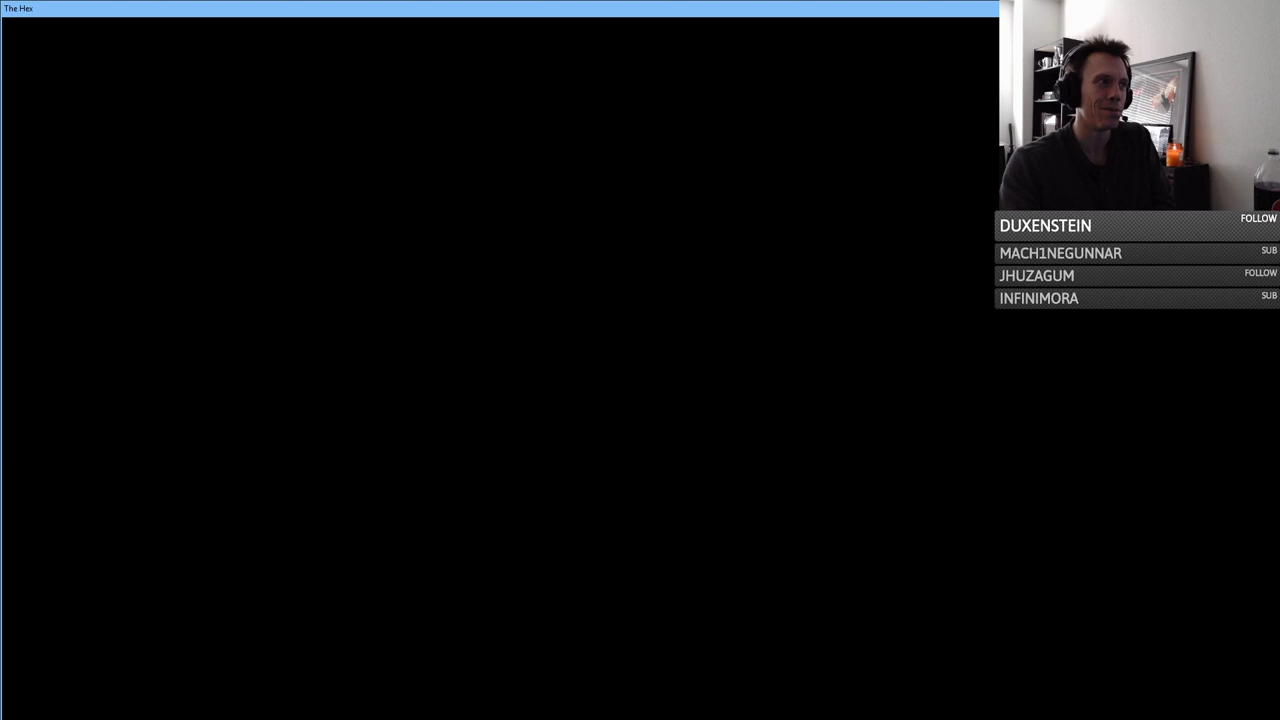 The Hex
DUXENSTEIN FOLLOW
MACH1NEGUNNAR SUB
JHUZAGUM FOLLOW
INFINIMORA SUB